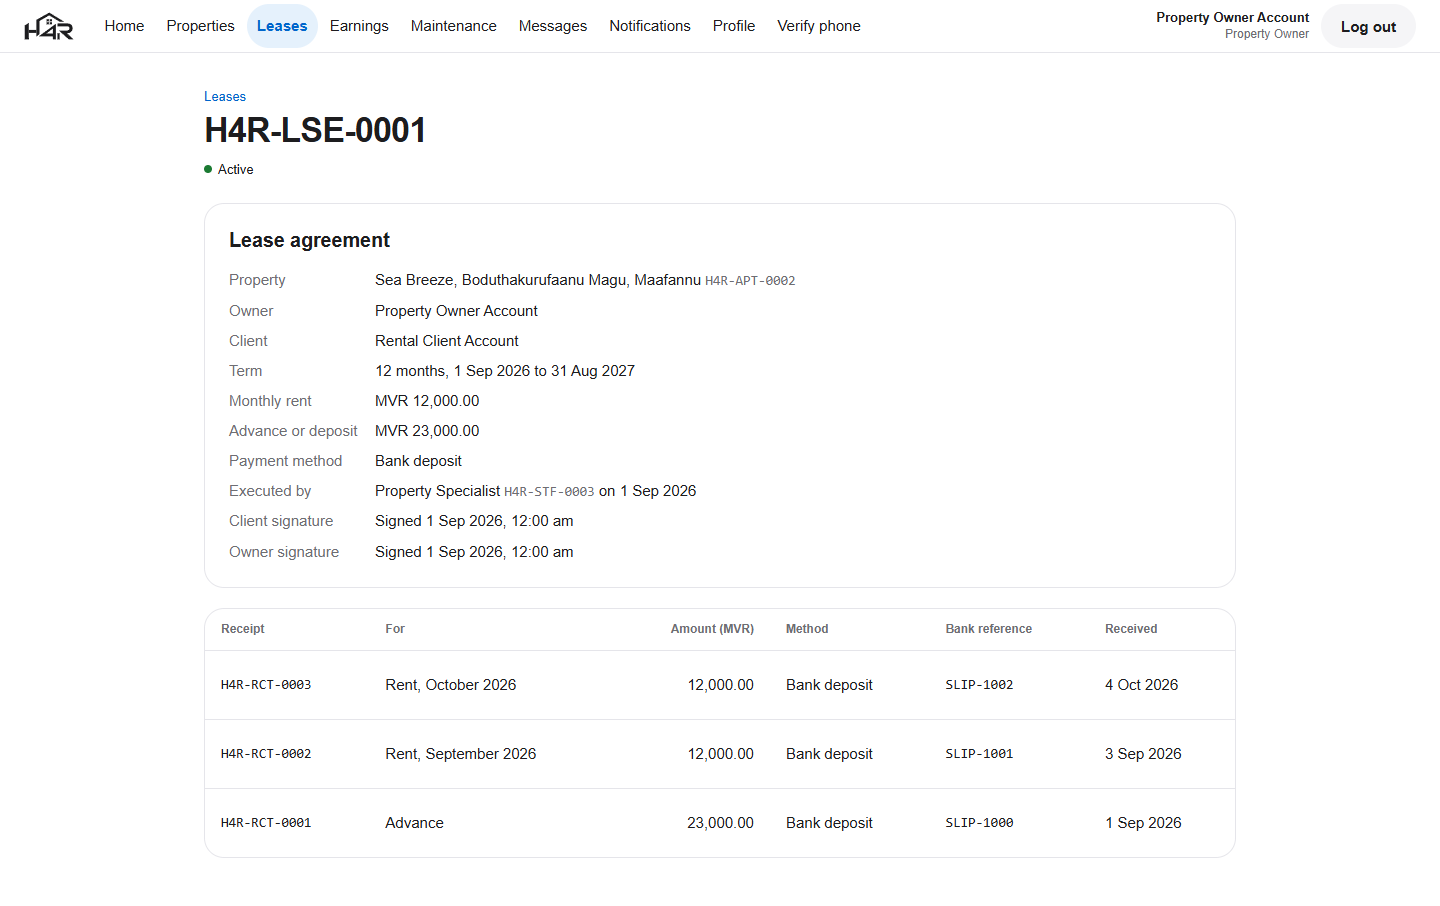 H4R
Home Properties Leases Earnings Maintenance Messages Notifications Profile Verify phone
Property Owner Account
Property Owner
Log out
Leases
H4R-LSE-0001
Active
Lease agreement
Property Sea Breeze, Boduthakurufaanu Magu, Maafannu H4R-APT-0002
Owner Property Owner Account
Client Rental Client Account
Term 12 months, 1 Sep 2026 to 31 Aug 2027
Monthly rent MVR 12,000.00
Advance or deposit MVR 23,000.00
Payment method Bank deposit
Executed by Property Specialist H4R-STF-0003 on 1 Sep 2026
Client signature Signed 1 Sep 2026, 12:00 am
Owner signature Signed 1 Sep 2026, 12:00 am
Receipt For Amount (MVR) Method Bank reference Received
H4R-RCT-0003 Rent, October 2026 12,000.00 Bank deposit SLIP-1002 4 Oct 2026
H4R-RCT-0002 Rent, September 2026 12,000.00 Bank deposit SLIP-1001 3 Sep 2026
H4R-RCT-0001 Advance 23,000.00 Bank deposit SLIP-1000 1 Sep 2026